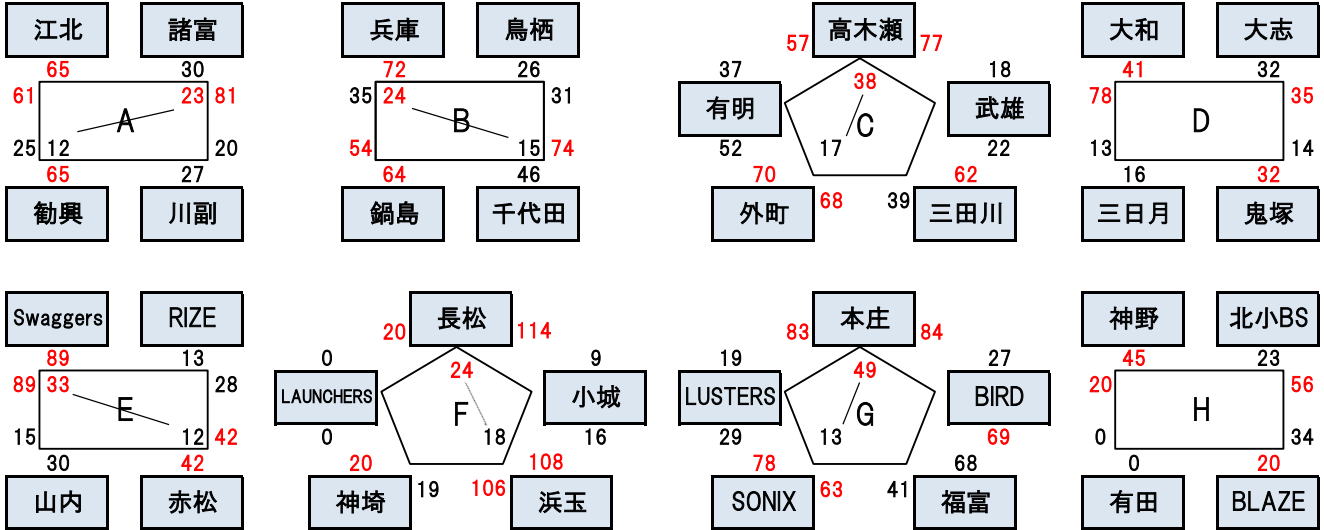 江北 諸富 兵庫 鳥栖 高木瀬 大和 大志
57 77
65 30 72 26 37 18 41 32
61 23 81 35 24 31 38 78 35
A B 有明 C 武雄 D
25 12 20 54 15 74 17 13 14
65 27 64 46 52 22 16 32
70 68 39 62
勧興 川副 鍋島 千代田 外町 三田川 三日月 鬼塚
Swaggers RIZE 長松 本庄 神野 北小BS
20 114 83 84
89 13 0 9 19 27 45 23
89 33 28 24 49 20 56
E LAUNCHERS F 小城 LUSTERS G BIRD H
15 12 42 18 13 0 34
30 42 0 16 29 69 0 20
20 19 106 108 78 63 41 68
山内 赤松 神埼 浜玉 SONIX 福富 有田 BLAZE